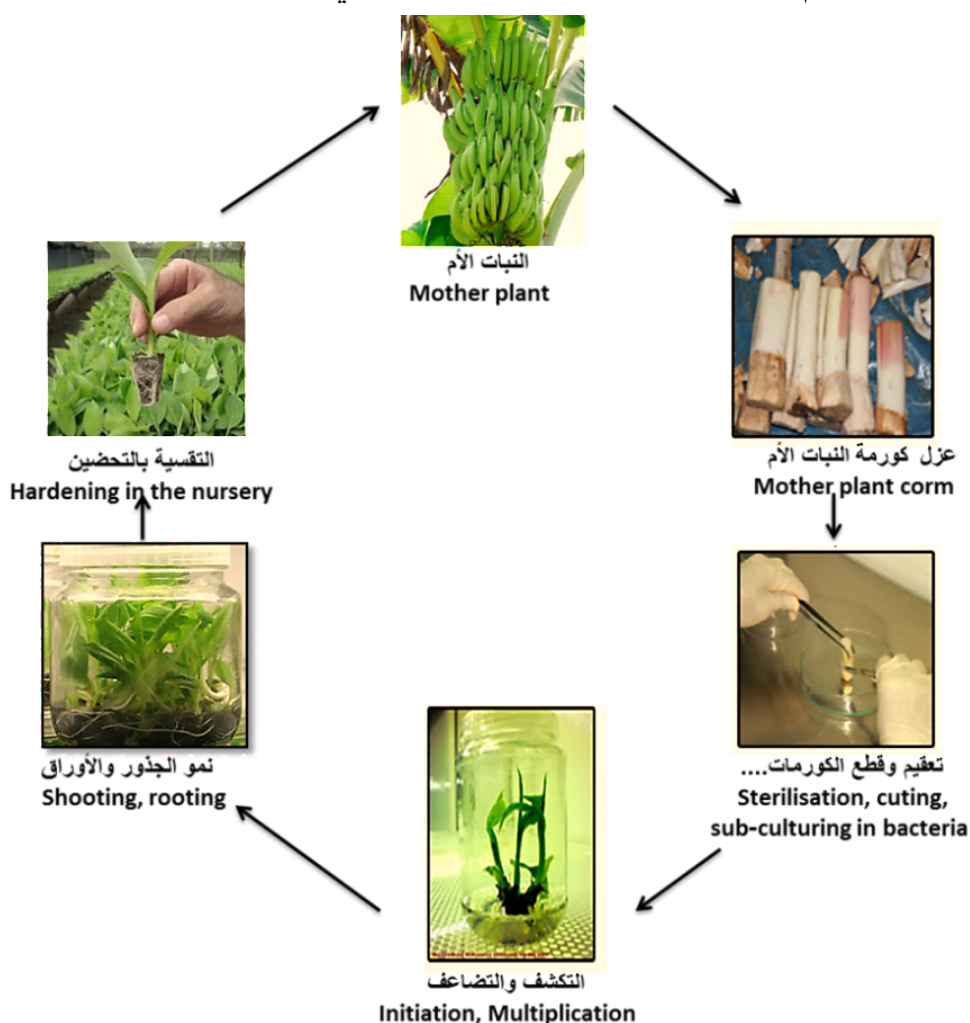 النبات الأم
Mother plant
عزل كورمة النبات الأم
Mother plant corm
تعقيم وقطع الكورمات....
Sterilisation, cuting,
sub-culturing in bacteria
التكشف والتضاعف
Initiation, Multiplication
نمو الجذور والأوراق
Shooting, rooting
التقسية بالتحضين
Hardening in the nursery